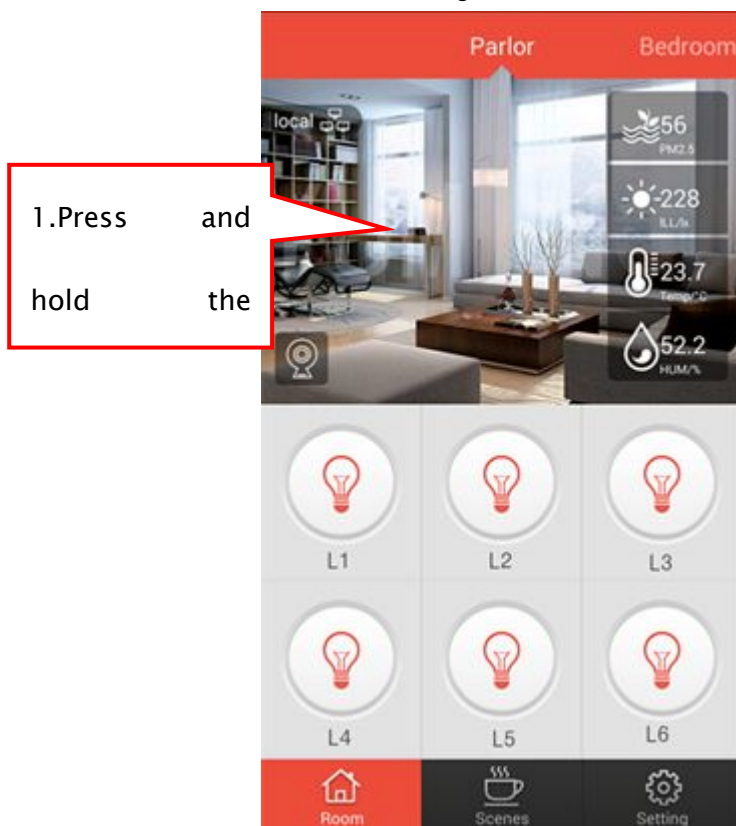 Parlor Bedroom
local
56
PM2.5
228
ILL/lx
23.7
Temp/°C
52.2
HUM/%
1.Press and
hold the
L1 L2 L3
L4 L5 L6
Room Scenes Setting